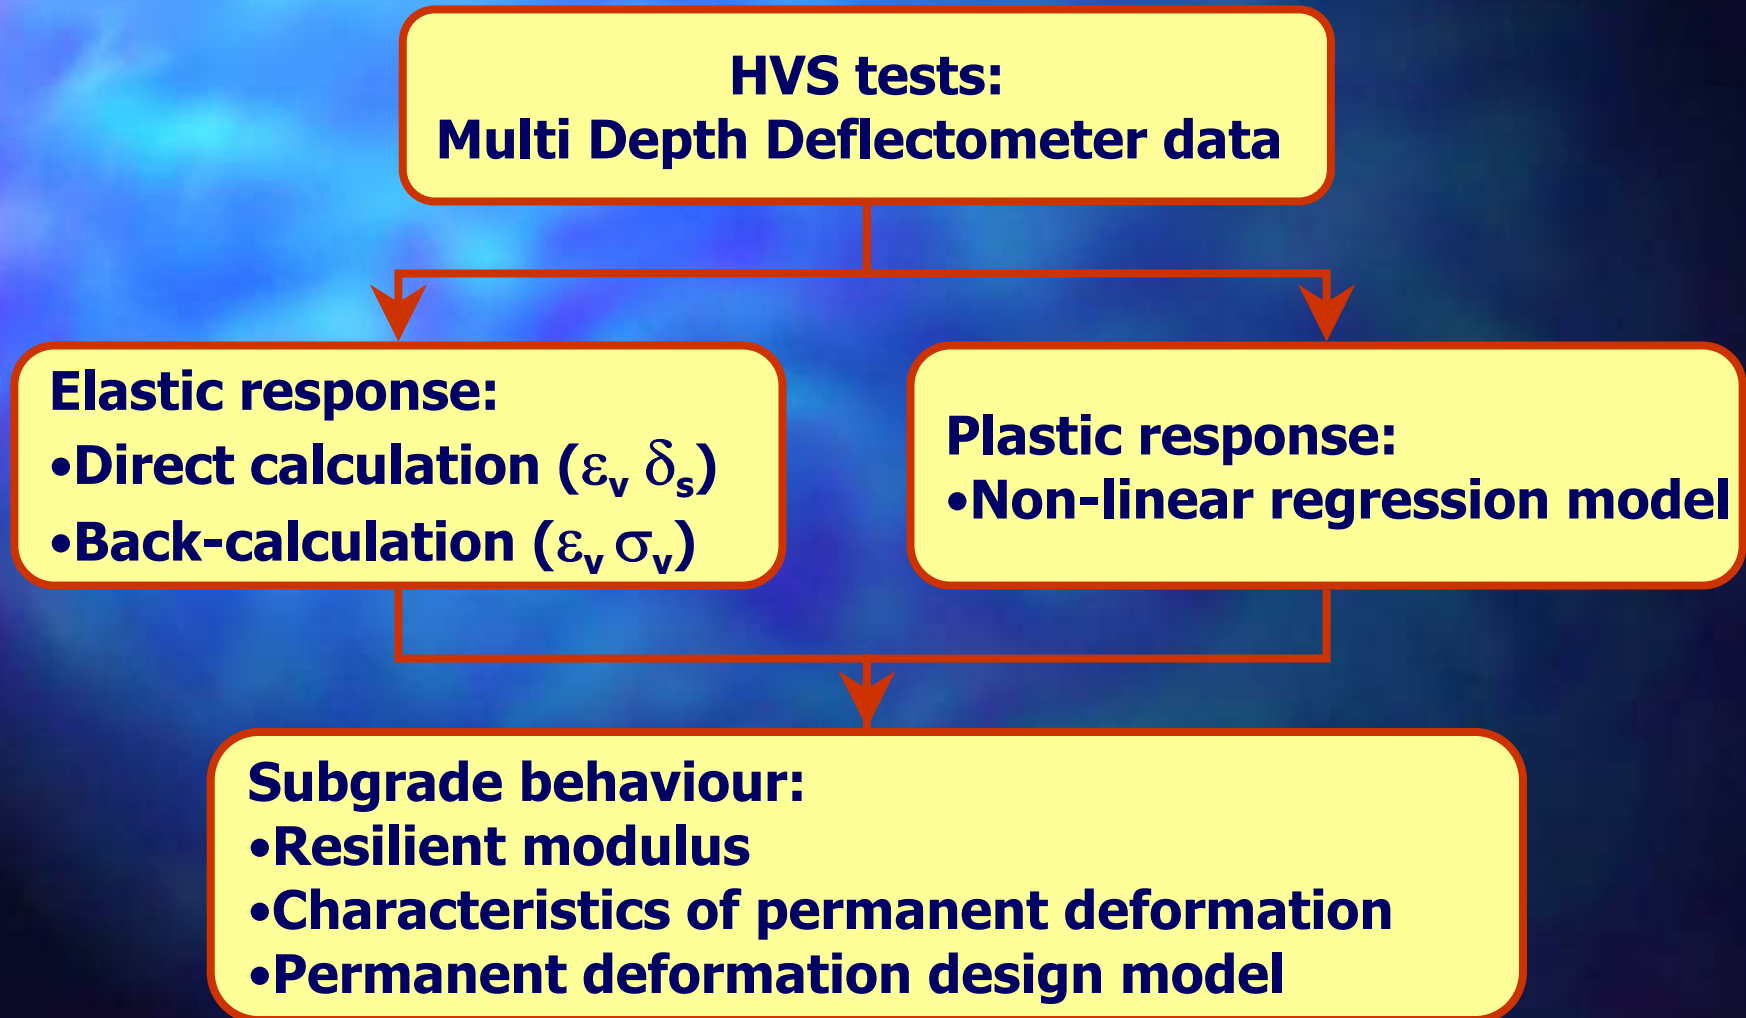 HVS tests:
Multi Depth Deflectometer data
Elastic response:
•Direct calculation (εᵥ δₛ)
•Back-calculation (εᵥ σᵥ)
Plastic response:
•Non-linear regression model
Subgrade behaviour:
•Resilient modulus
•Characteristics of permanent deformation
•Permanent deformation design model